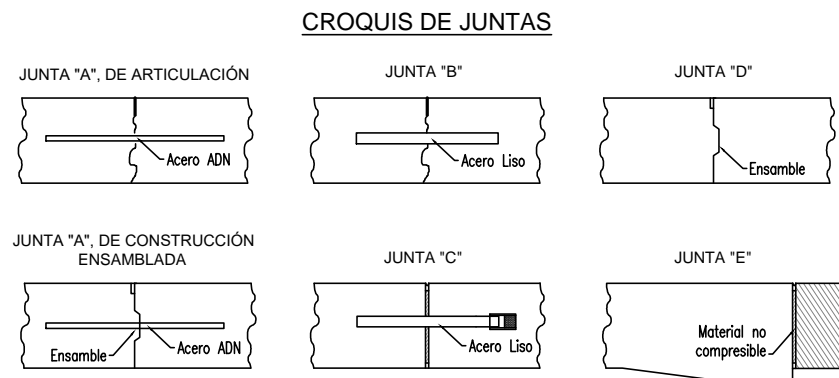 CROQUIS DE JUNTAS
JUNTA "A", DE ARTICULACIÓN
Acero ADN
JUNTA "B"
Acero Liso
JUNTA "D"
Ensamble
JUNTA "A", DE CONSTRUCCIÓN
ENSAMBLADA
Ensamble
Acero ADN
JUNTA "C"
Acero Liso
JUNTA "E"
Material no
compresible